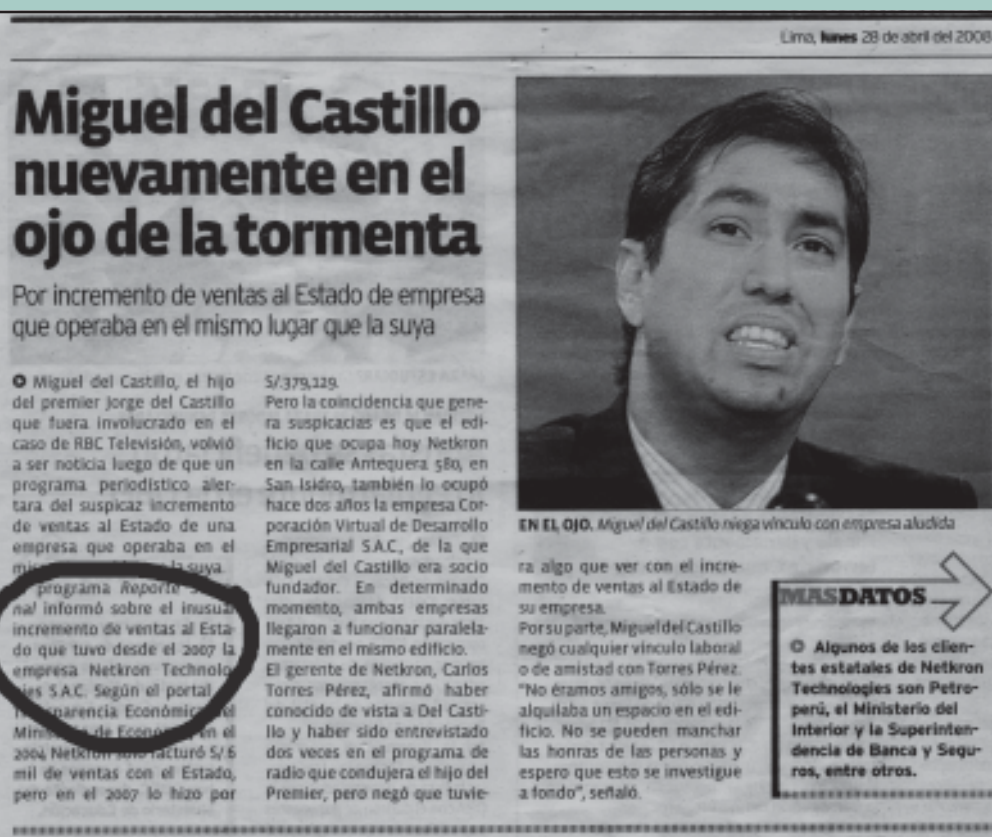 Lima, lunes 28 de abril del 2008
Miguel del Castillo
nuevamente en el
ojo de la tormenta
Por incremento de ventas al Estado de empresa
que operaba en el mismo lugar que la suya
Miguel del Castillo, el hijo
del premier Jorge del Castillo
que fuera involucrado en el
caso de RBC Televisión, volvió
a ser noticia luego de que un
programa periodístico aler-
tara del suspicaz incremento
de ventas al Estado de una
empresa que operaba en el
la suya.
programa Reporte
nal informó sobre el inusual
incremento de ventas al Esta-
do que tuvo desde el 2007 la
empresa Netkron Technolo-
gies S.A.C. Según el portal
Transparencia Económica del
Ministerio de Economía, en el
2004 Netkron solo facturó S/.6
mil de ventas con el Estado,
pero en el 2007 lo hizo por
S/.379,129.
Pero la coincidencia que gene-
ra suspicacias es que el edi-
ficio que ocupa hoy Netkron
en la calle Antequera 580, en
San Isidro, también lo ocupó
hace dos años la empresa Cor-
poración Virtual de Desarrollo
Empresarial S.A.C., de la que
Miguel del Castillo era socio
fundador. En determinado
momento, ambas empresas
llegaron a funcionar paralela-
mente en el mismo edificio.
El gerente de Netkron, Carlos
Torres Pérez, afirmó haber
conocido de vista a Del Casti-
llo y haber sido entrevistado
dos veces en el programa de
radio que condujera el hijo del
Premier, pero negó que tuvie-
EN EL OJO. Miguel del Castillo niega vínculo con empresa aludida
ra algo que ver con el incre-
mento de ventas al Estado de
su empresa.
Por su parte, Miguel del Castillo
negó cualquier vínculo laboral
o de amistad con Torres Pérez.
"No éramos amigos, sólo se le
alquilaba un espacio en el edi-
ficio. No se pueden manchar
las honras de las personas y
espero que esto se investigue
a fondo", señaló.
MASDATOS
Algunos de los clien-
tes estatales de Netkron
Technologies son Petro-
perú, el Ministerio del
Interior y la Superinten-
dencia de Banca y Segu-
ros, entre otros.